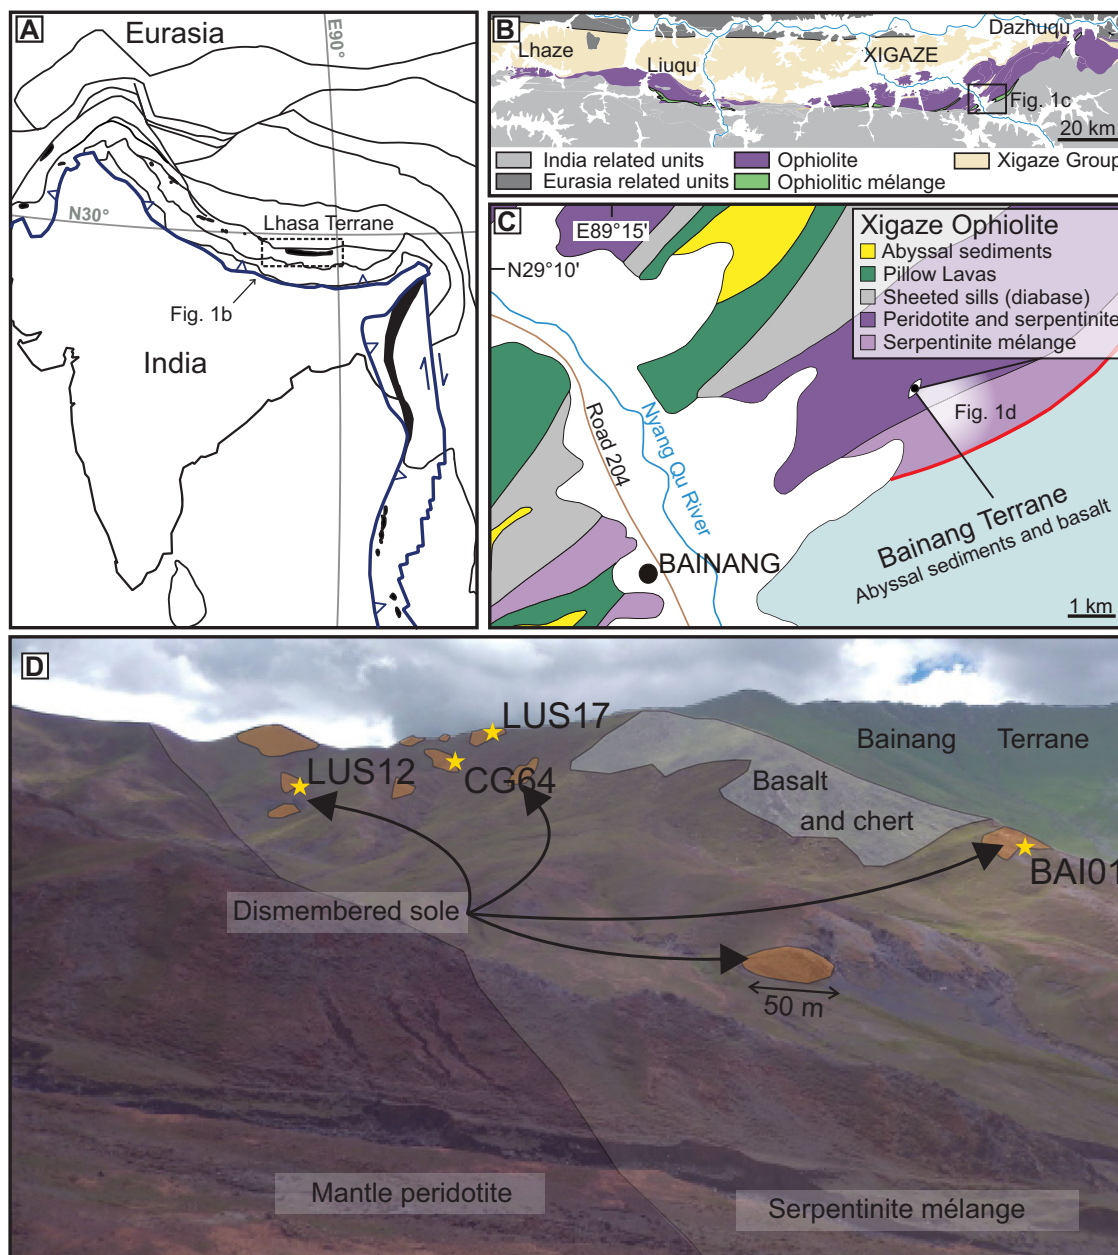 A
Eurasia
E90°
N30°
Lhasa Terrane
Fig. 1b
India
B
Lhaze
Liuqu
XIGAZE
Dazhuqu
Fig. 1c
20 km
India related units
Ophiolite
Xigaze Group
Eurasia related units
Ophiolitic mélange
C
E89°15'
N29°10'
Xigaze Ophiolite
Abyssal sediments
Pillow Lavas
Sheeted sills (diabase)
Peridotite and serpentinite
Serpentinite mélange
Fig. 1d
Road 204
Nyang Qu River
BAINANG
Bainang Terrane
Abyssal sediments and basalt
1 km
D
LUS17
LUS12
CG64
Bainang Terrane
Basalt
and chert
BAI01
Dismembered sole
50 m
Mantle peridotite
Serpentinite mélange